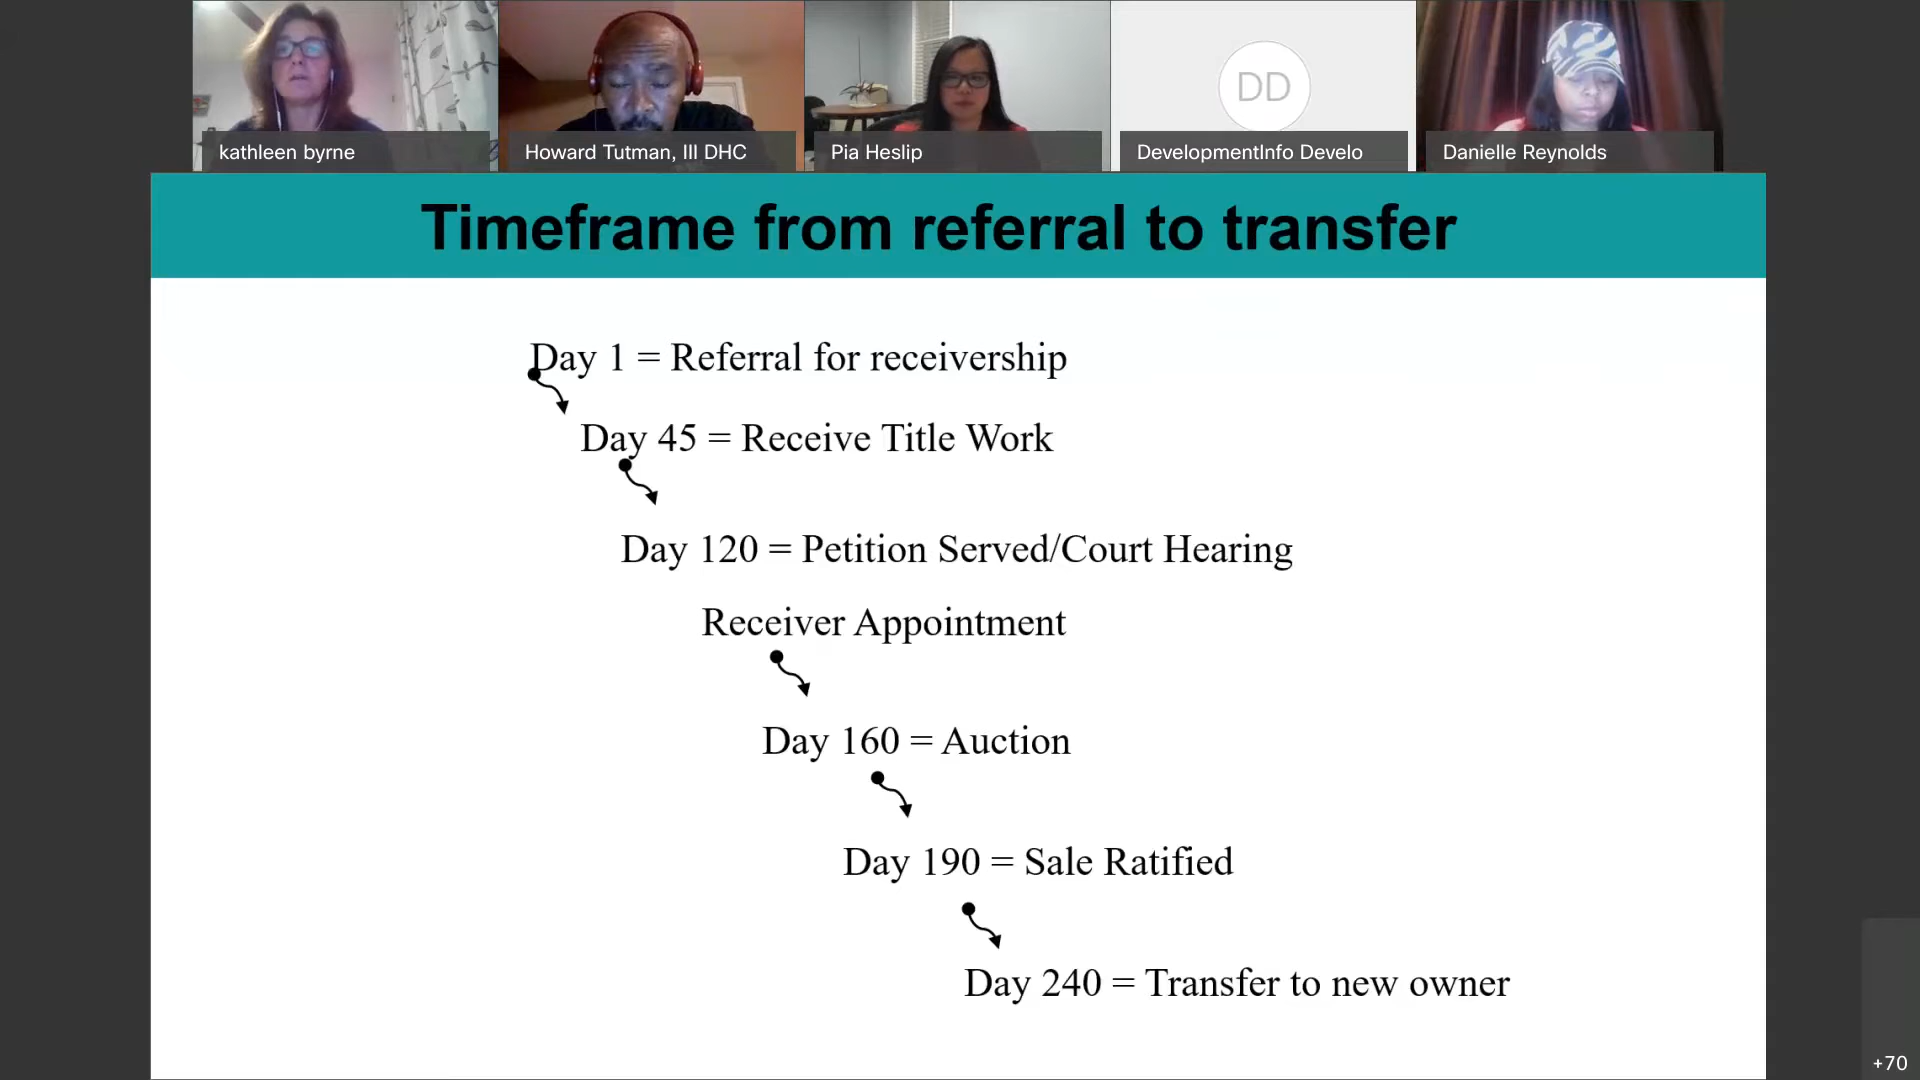 kathleen byrne
Howard Tutman, III DHC
Pia Heslip
DD
DevelopmentInfo Develo
Danielle Reynolds
Timeframe from referral to transfer
Day 1 = Referral for receivership
Day 45 = Receive Title Work
Day 120 = Petition Served/Court Hearing
Receiver Appointment
Day 160 = Auction
Day 190 = Sale Ratified
Day 240 = Transfer to new owner
+70